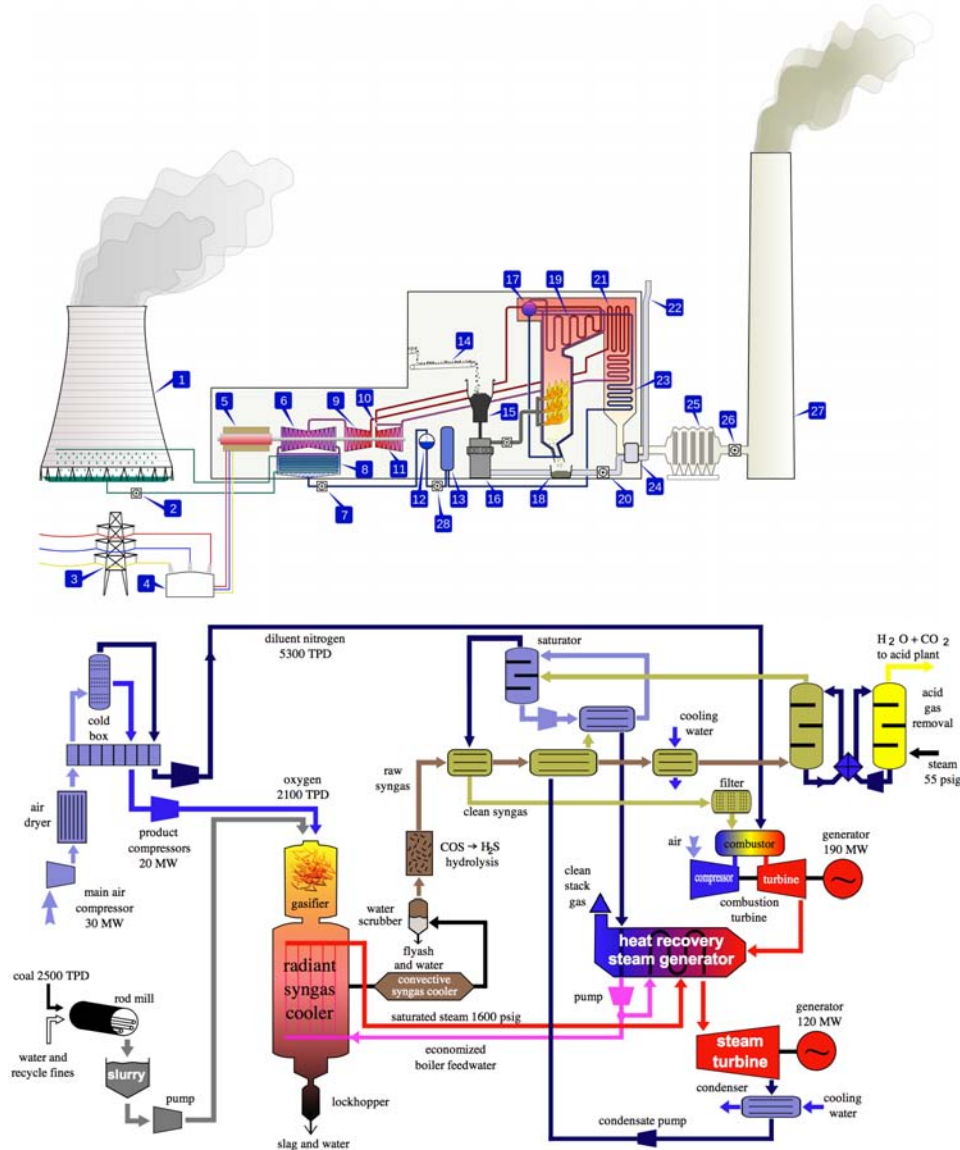 1
2
3
4
5
6
7
8
9
10
11
12
13
14
15
16
17
18
19
20
21
22
23
24
25
26
27
28
diluent nitrogen
5300 TPD
saturator
H₂O + CO₂
to acid plant
acid
gas
removal
steam
55 psig
cold
box
cooling
water
oxygen
2100 TPD
raw
syngas
clean syngas
filter
air
dryer
product
compressors
20 MW
COS → H₂S
hydrolysis
air
combustor
generator
190 MW
compressor
turbine
combustion
turbine
main air
compressor
30 MW
gasifier
water
scrubber
clean
stack
gas
flyash
and water
heat recovery
steam generator
coal 2500 TPD
rod mill
radiant
syngas
cooler
convective
syngas cooler
pump
saturated steam 1600 psig
generator
120 MW
water and
recycle fines
slurry
economized
boiler feedwater
steam
turbine
pump
lockhopper
condenser
cooling
water
condensate pump
slag and water